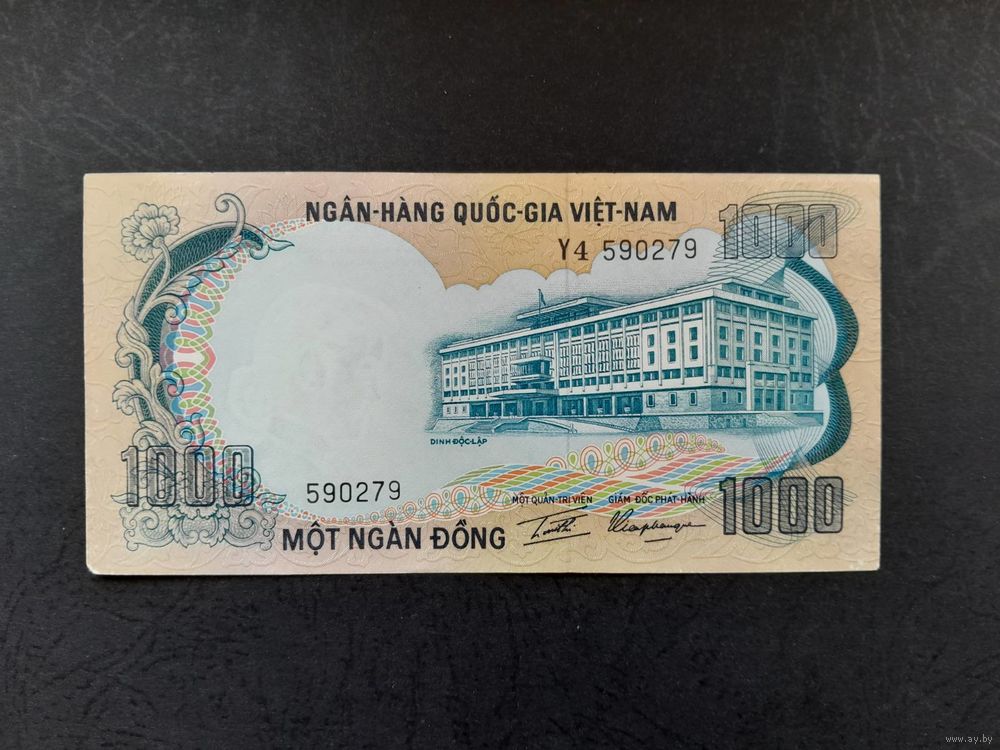 NGÂN-HÀNG QUỐC-GIA VIỆT-NAM
1000
Y4 590279
DINH ĐỘC-LẬP
1000
590279
MỘT QUẢN-TRỊ VIÊN
GIÁM ĐỐC PHÁT-HÀNH
1000
MỘT NGÀN ĐỒNG
www.ay.by